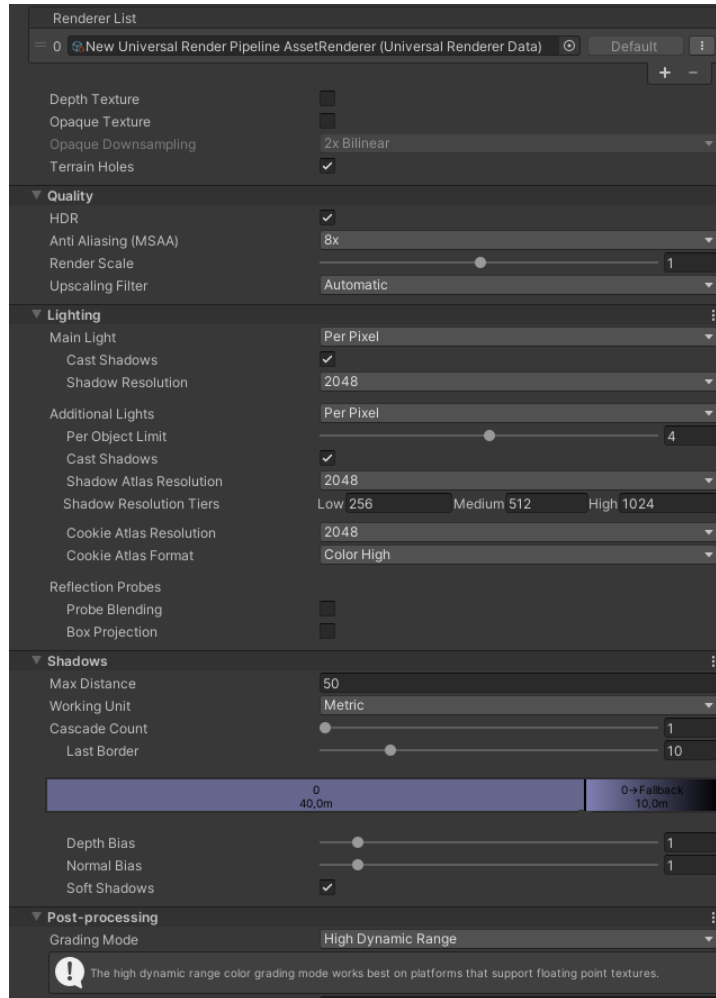 Renderer List
0 New Universal Render Pipeline AssetRenderer (Universal Renderer Data) Default
+ -
Depth Texture
Opaque Texture
Opaque Downsampling 2x Bilinear
Terrain Holes
Quality
HDR
Anti Aliasing (MSAA) 8x
Render Scale 1
Upscaling Filter Automatic
Lighting
Main Light Per Pixel
Cast Shadows
Shadow Resolution 2048
Additional Lights Per Pixel
Per Object Limit 4
Cast Shadows
Shadow Atlas Resolution 2048
Shadow Resolution Tiers Low 256 Medium 512 High 1024
Cookie Atlas Resolution 2048
Cookie Atlas Format Color High
Reflection Probes
Probe Blending
Box Projection
Shadows
Max Distance 50
Working Unit Metric
Cascade Count 1
Last Border 10
0 0→Fallback
40,0m 10,0m
Depth Bias 1
Normal Bias 1
Soft Shadows
Post-processing
Grading Mode High Dynamic Range
The high dynamic range color grading mode works best on platforms that support floating point textures.